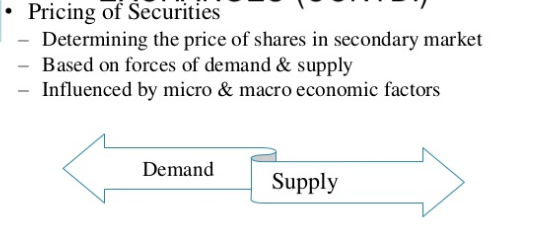 • Pricing of Securities
– Determining the price of shares in secondary market
– Based on forces of demand & supply
– Influenced by micro & macro economic factors
Demand
Supply